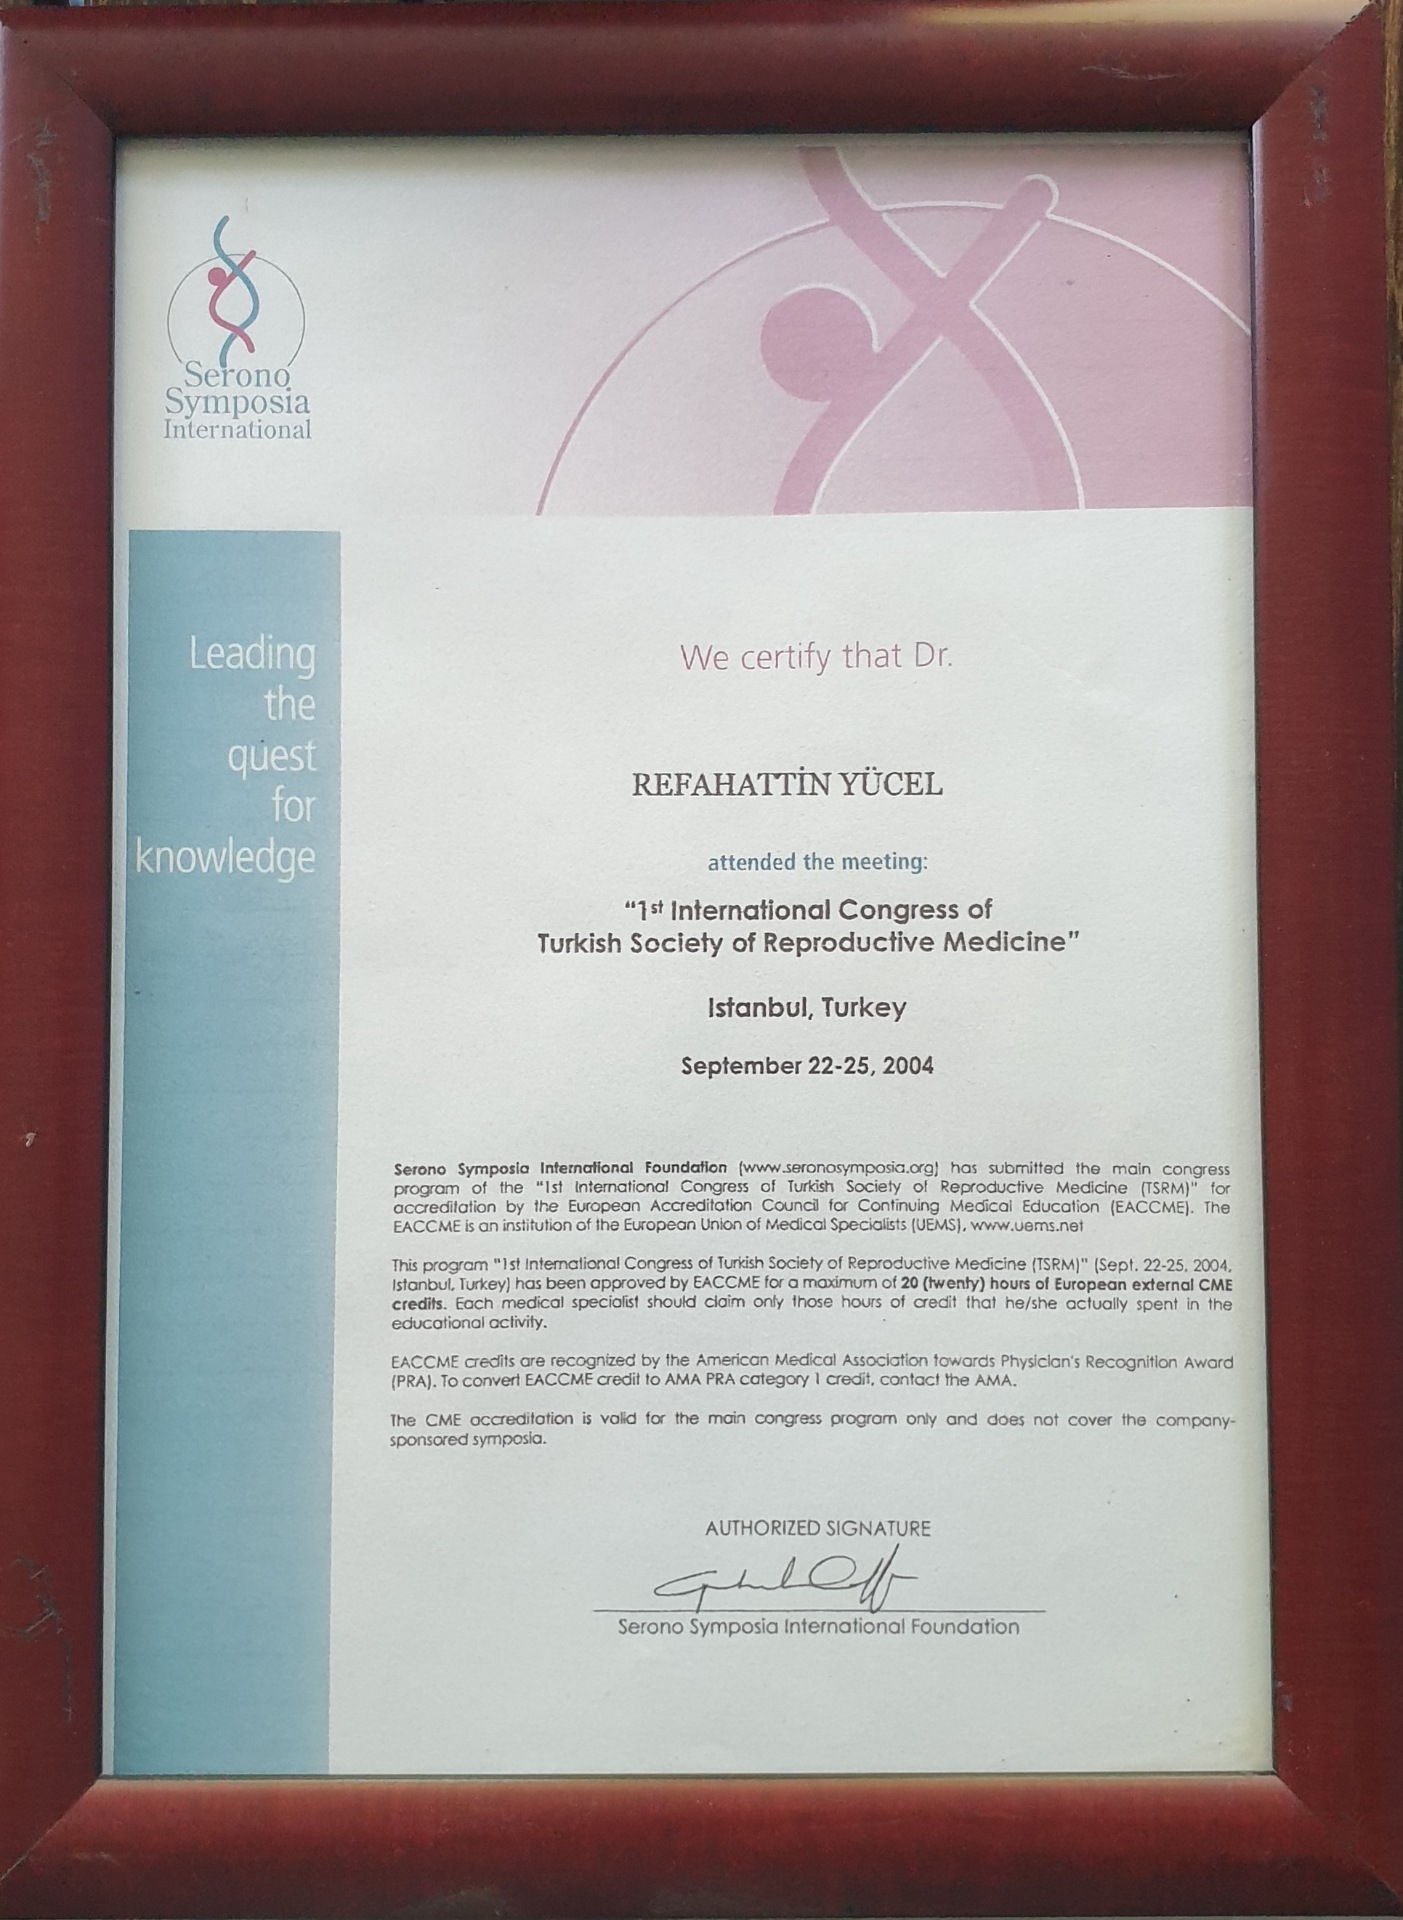 Serono
Symposia
International
Leading
the
quest
for
knowledge
We certify that Dr.
REFAHATTİN YÜCEL
attended the meeting:
“1st International Congress of
Turkish Society of Reproductive Medicine”
Istanbul, Turkey
September 22-25, 2004
Serono Symposia International Foundation (www.seronosymposia.org) has submitted the main congress
program of the "1st International Congress of Turkish Society of Reproductive Medicine (TSRM)" for
accreditation by the European Accreditation Council for Continuing Medical Education (EACCME). The
EACCME is an institution of the European Union of Medical Specialists (UEMS), www.uems.net
This program "1st International Congress of Turkish Society of Reproductive Medicine (TSRM)" (Sept. 22-25, 2004,
Istanbul, Turkey) has been approved by EACCME for a maximum of 20 (twenty) hours of European external CME
credits. Each medical specialist should claim only those hours of credit that he/she actually spent in the
educational activity.
EACCME credits are recognized by the American Medical Association towards Physician's Recognition Award
(PRA). To convert EACCME credit to AMA PRA category 1 credit, contact the AMA.
The CME accreditation is valid for the main congress program only and does not cover the company-
sponsored symposia.
AUTHORIZED SIGNATURE
Serono Symposia International Foundation